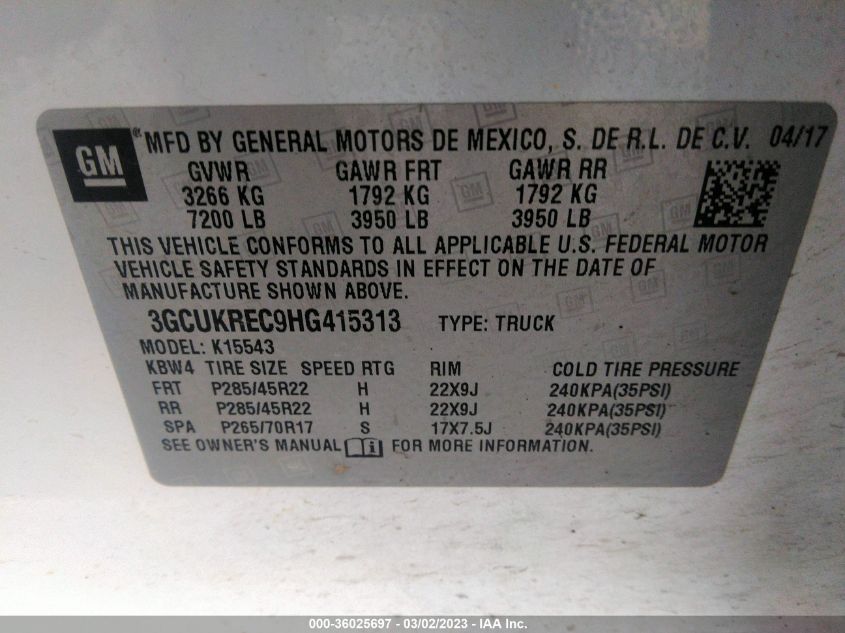 GM ® MFD BY GENERAL MOTORS DE MEXICO, S. DE R.L. DE C.V. 04/17
GVWR GAWR FRT GAWR RR
3266 KG 1792 KG 1792 KG
7200 LB 3950 LB 3950 LB
THIS VEHICLE CONFORMS TO ALL APPLICABLE U.S. FEDERAL MOTOR
VEHICLE SAFETY STANDARDS IN EFFECT ON THE DATE OF
MANUFACTURE SHOWN ABOVE.
3GCUKREC9HG415313 TYPE: TRUCK
MODEL: K15543
KBW4 TIRE SIZE SPEED RTG RIM COLD TIRE PRESSURE
FRT P285/45R22 H 22X9J 240KPA(35PSI)
RR P285/45R22 H 22X9J 240KPA(35PSI)
SPA P265/70R17 S 17X7.5J 240KPA(35PSI)
SEE OWNER'S MANUAL FOR MORE INFORMATION.
000-36025697 - 03/02/2023 - IAA Inc.